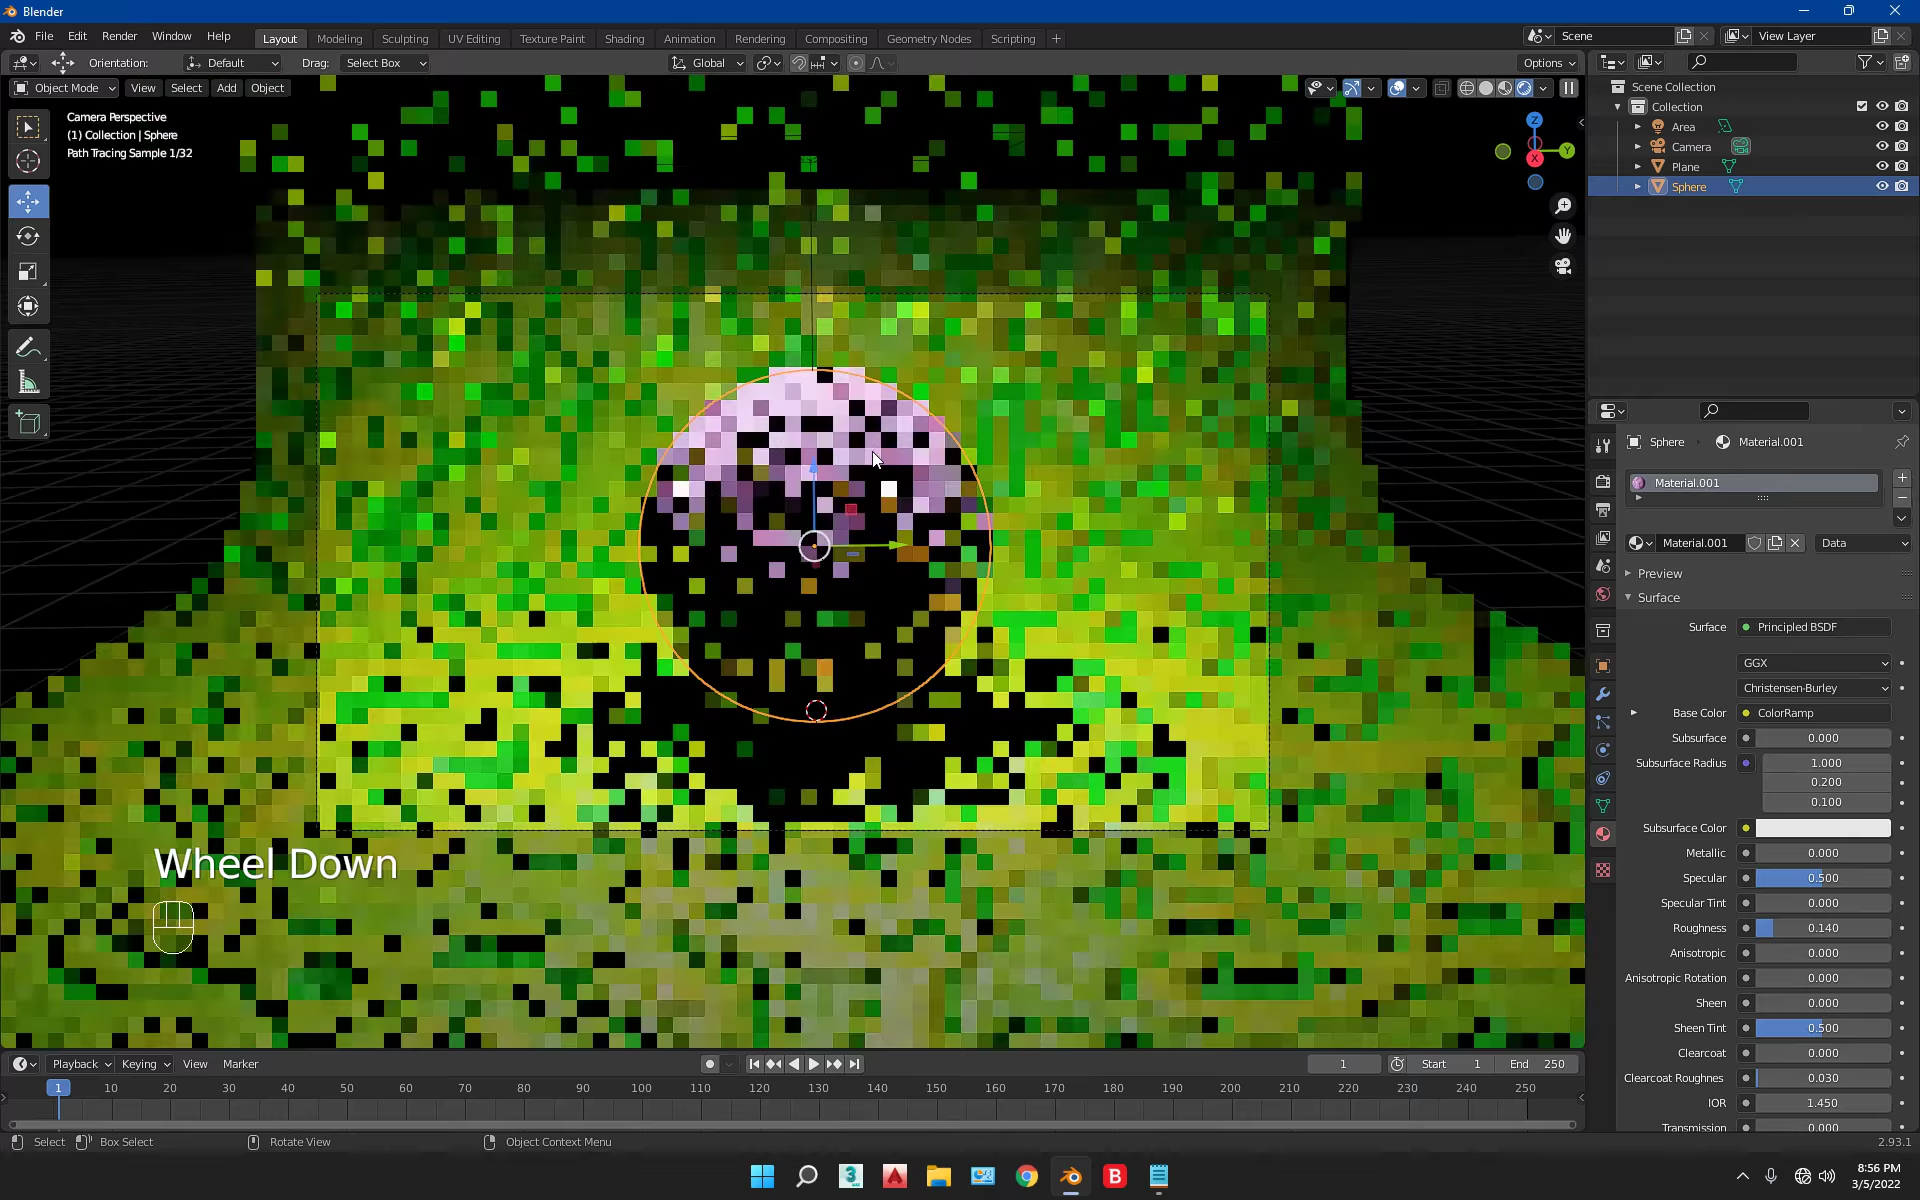 Blender
File Edit Render Window Help Layout Modeling Sculpting UV Editing Texture Paint Shading Animation Rendering Compositing Geometry Nodes Scripting + Scene View Layer
Orientation: Default Drag: Select Box Global Options
Object Mode View Select Add Object
Camera Perspective
(1) Collection | Sphere
Path Tracing Sample 1/32
Z
Y
X
Scene Collection
Collection
Area
Camera
Plane
Sphere
Sphere Material.001
Material.001
Material.001 Data
Preview
Surface
Surface Principled BSDF
GGX
Christensen-Burley
Base Color ColorRamp
Subsurface 0.000
Subsurface Radius 1.000
0.200
0.100
Subsurface Color
Metallic 0.000
Specular 0.500
Specular Tint 0.000
Roughness 0.140
Anisotropic 0.000
Anisotropic Rotation 0.000
Sheen 0.000
Sheen Tint 0.500
Clearcoat 0.000
Clearcoat Roughnes 0.030
IOR 1.450
Transmission 0.000
Wheel Down
Playback Keying View Marker 1 Start 1 End 250
1 10 20 30 40 50 60 70 80 90 100 110 120 130 140 150 160 170 180 190 200 210 220 230 240 250
Select Box Select Rotate View Object Context Menu 2.93.1
8:56 PM
3/5/2022